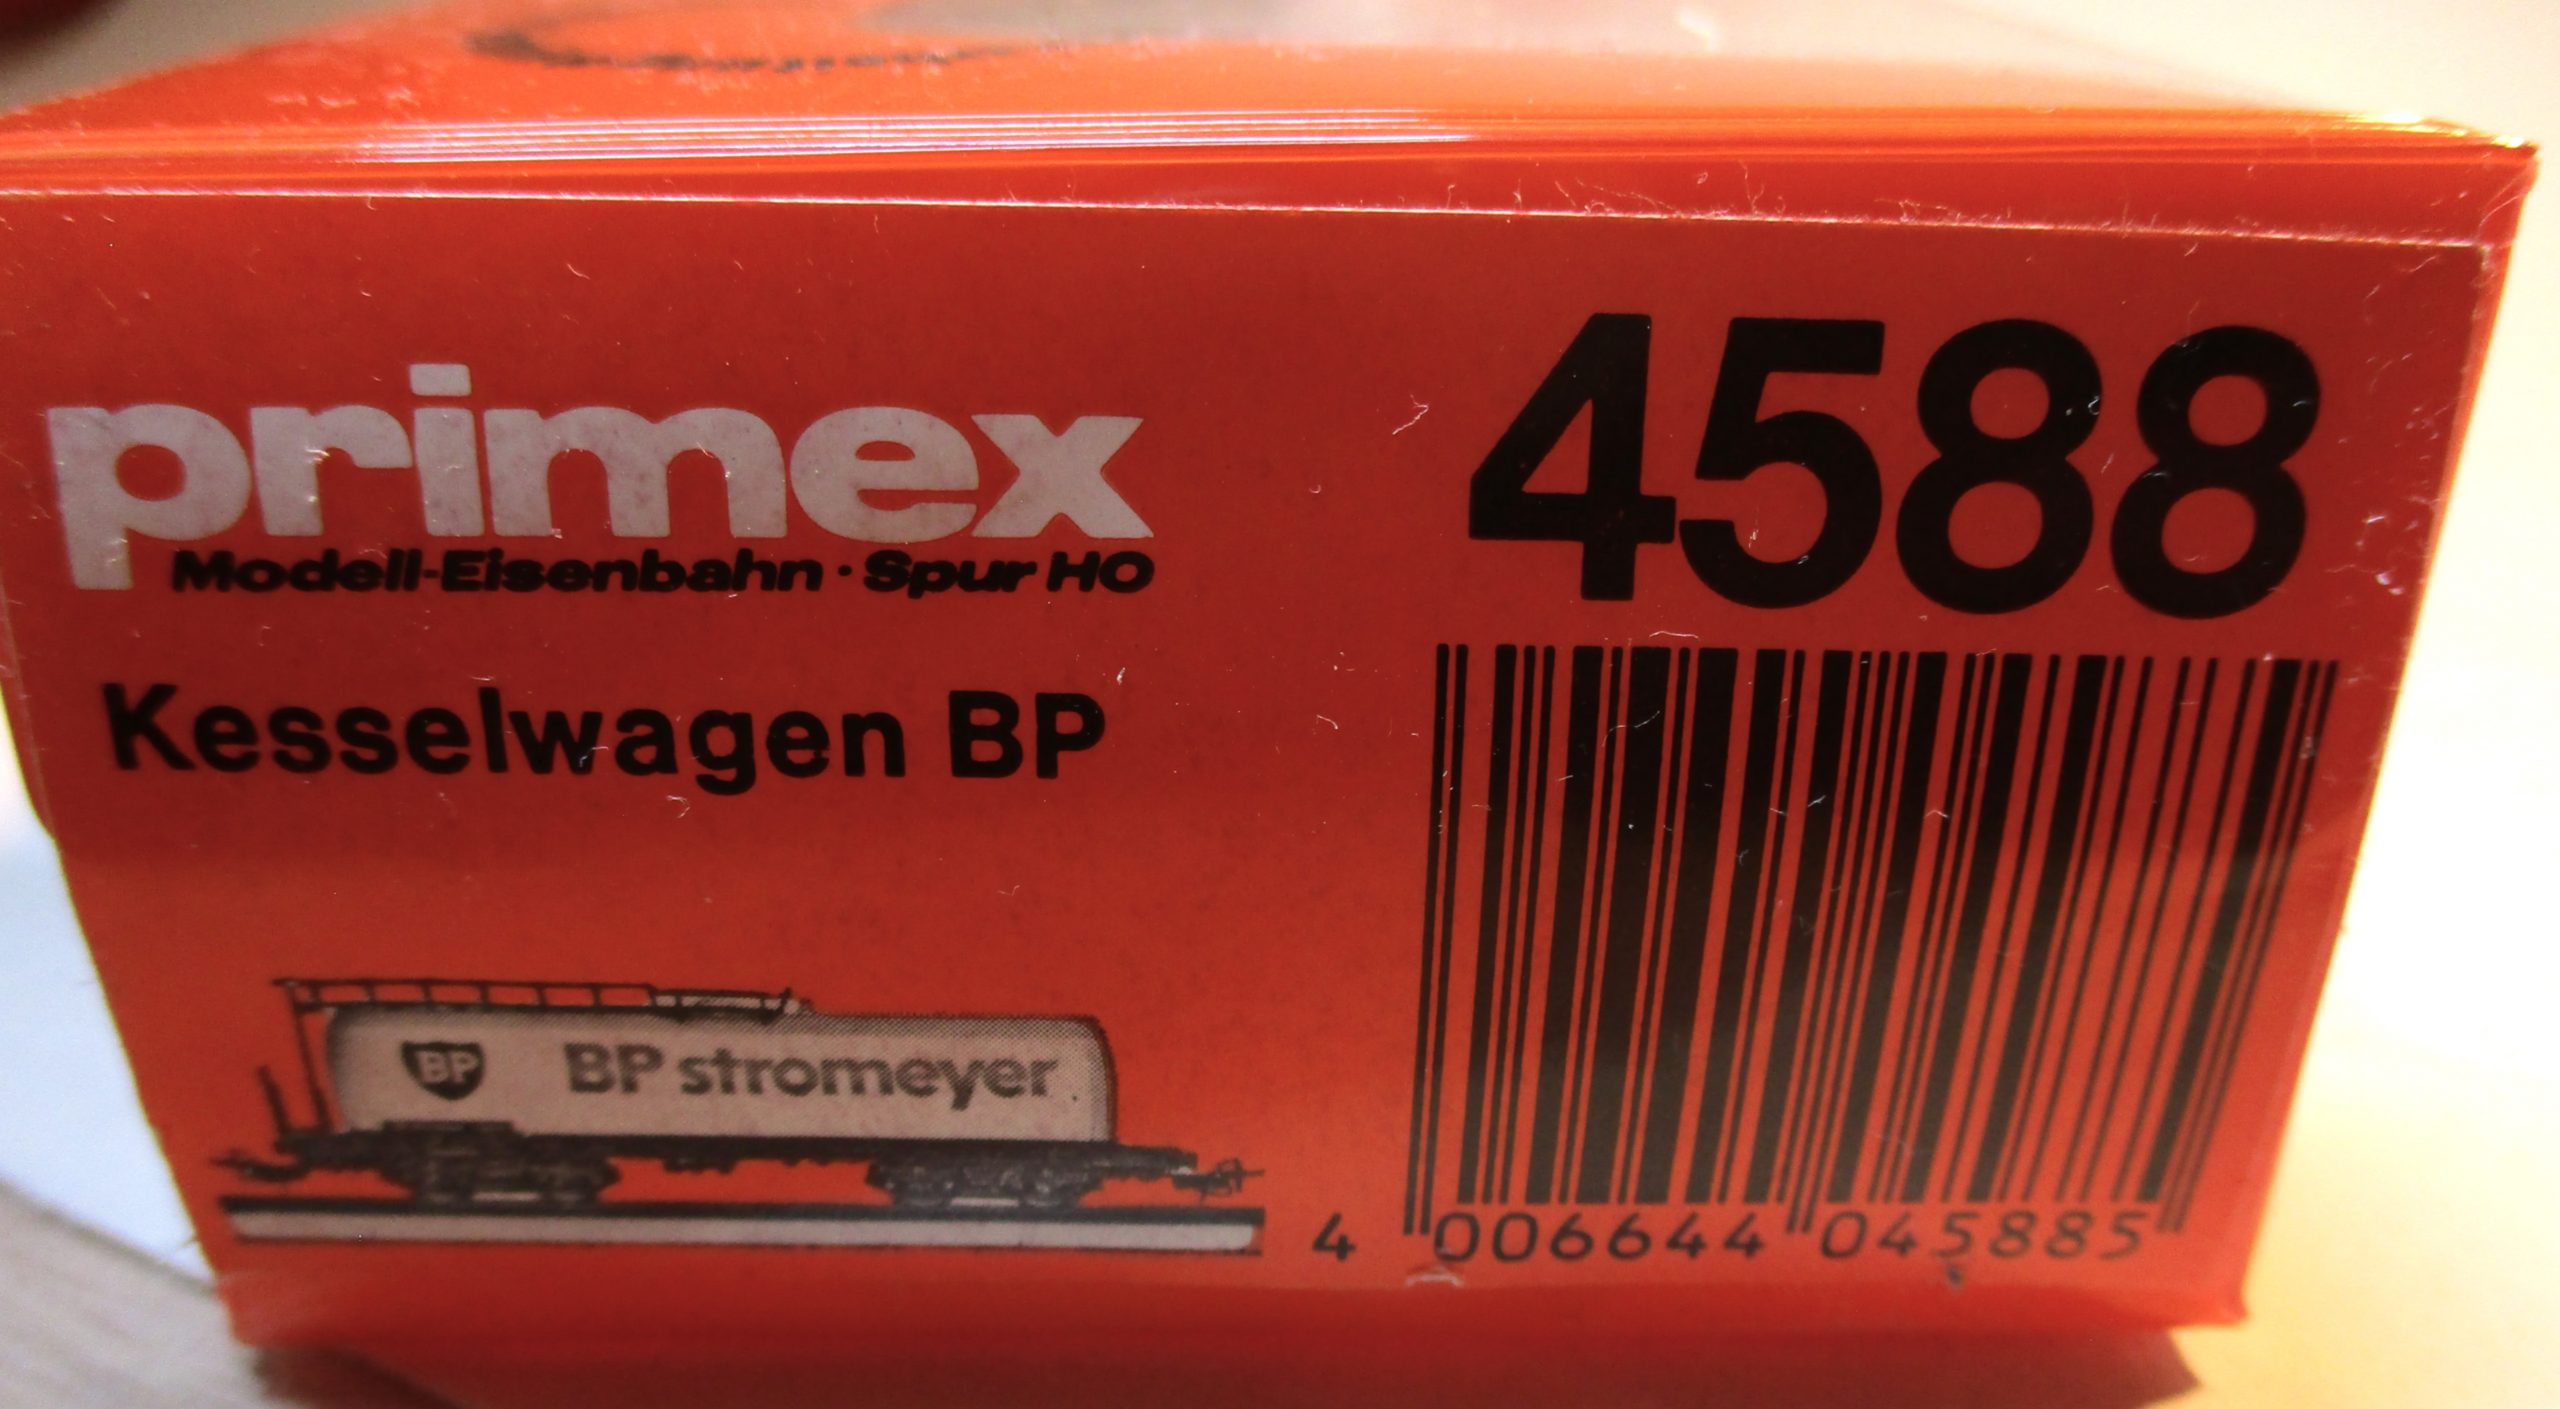 primex
Modell-Eisenbahn · Spur HO
4588
Kesselwagen BP
BP BP stromeyer
4 006644 045885